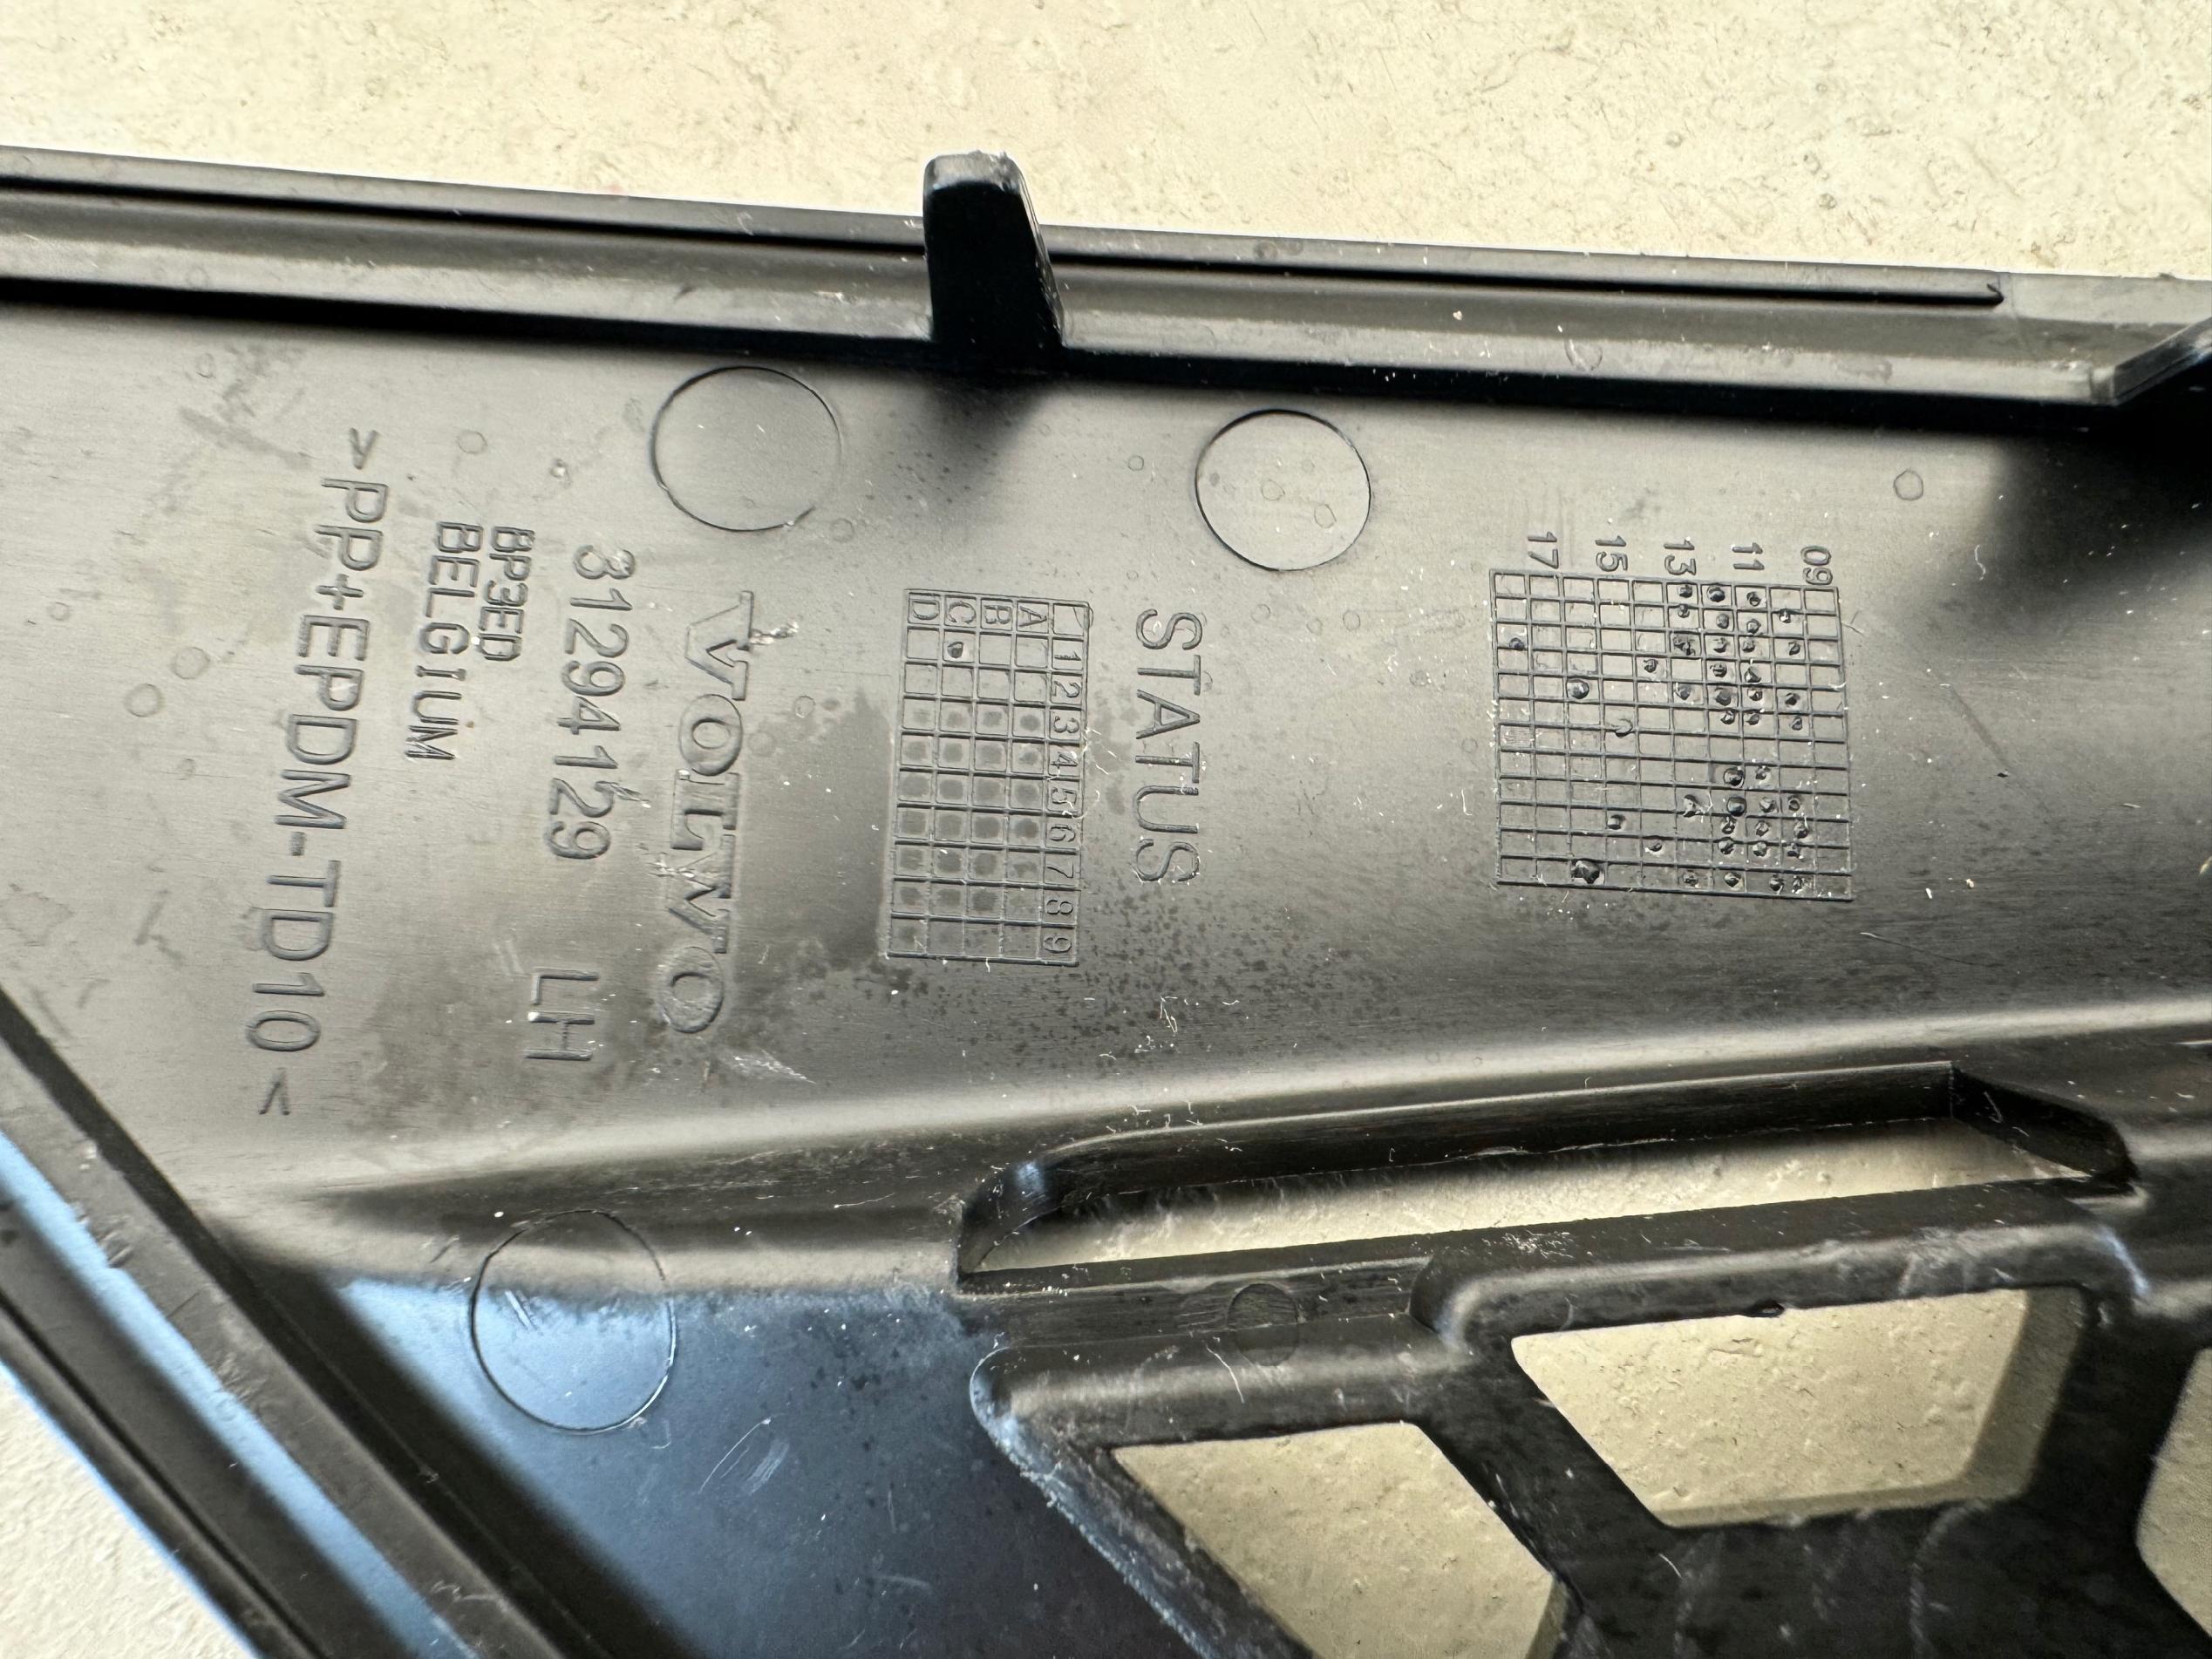 09
11
13
15
17
STATUS
1 2 3 4 5 6 7 8 9
A
B
C
D
VOLVO
31294129 LH
BP3ED
BELGIUM
>PP+EPDM-TD10<